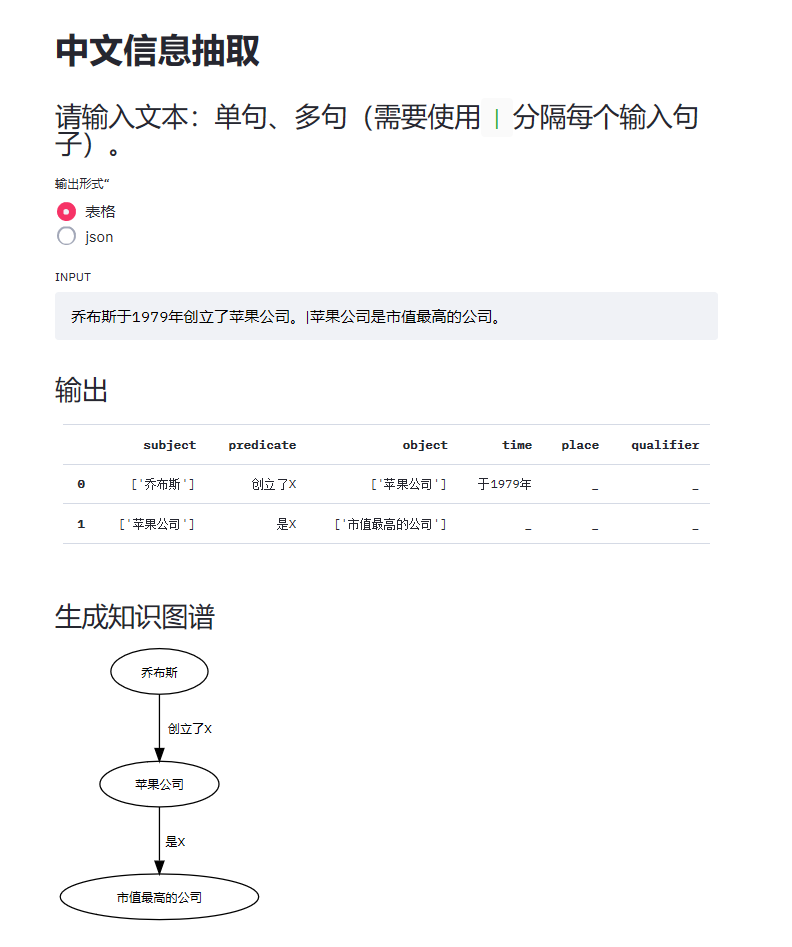 中文信息抽取
请输入文本：单句、多句（需要使用 | 分隔每个输入句
子）。
输出形式“
表格
json
INPUT
乔布斯于1979年创立了苹果公司。|苹果公司是市值最高的公司。
输出
subject predicate object time place qualifier
0 ['乔布斯'] 创立了X ['苹果公司'] 于1979年 _ _
1 ['苹果公司'] 是X ['市值最高的公司'] _ _ _
生成知识图谱
乔布斯
创立了X
苹果公司
是X
市值最高的公司